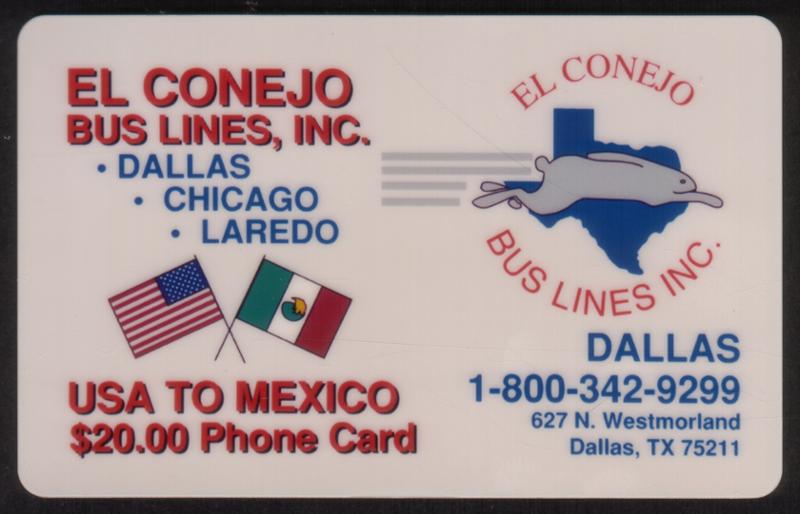 EL CONEJO
BUS LINES, INC.
• DALLAS
• CHICAGO
• LAREDO
USA TO MEXICO
$20.00 Phone Card
EL CONEJO
BUS LINES INC.
DALLAS
1-800-342-9299
627 N. Westmorland
Dallas, TX 75211